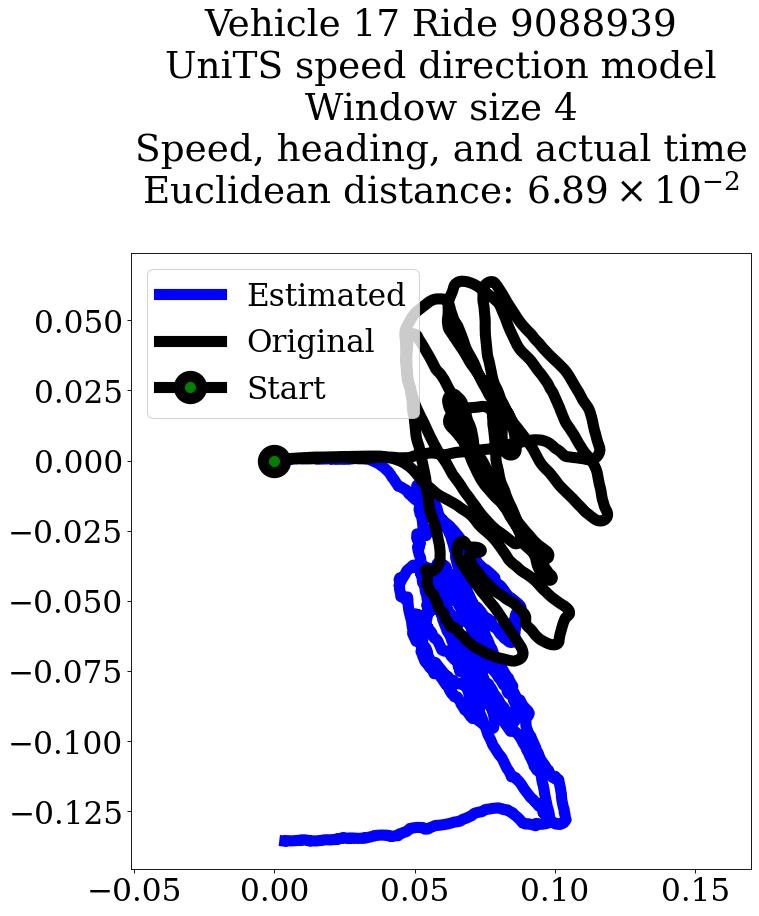 Vehicle 17 Ride 9088939
UniTS speed direction model
Window size 4
Speed, heading, and actual time
Euclidean distance: 6.89 × 10⁻²
Estimated
Original
Start
0.050
0.025
0.000
−0.025
−0.050
−0.075
−0.100
−0.125
−0.05 0.00 0.05 0.10 0.15